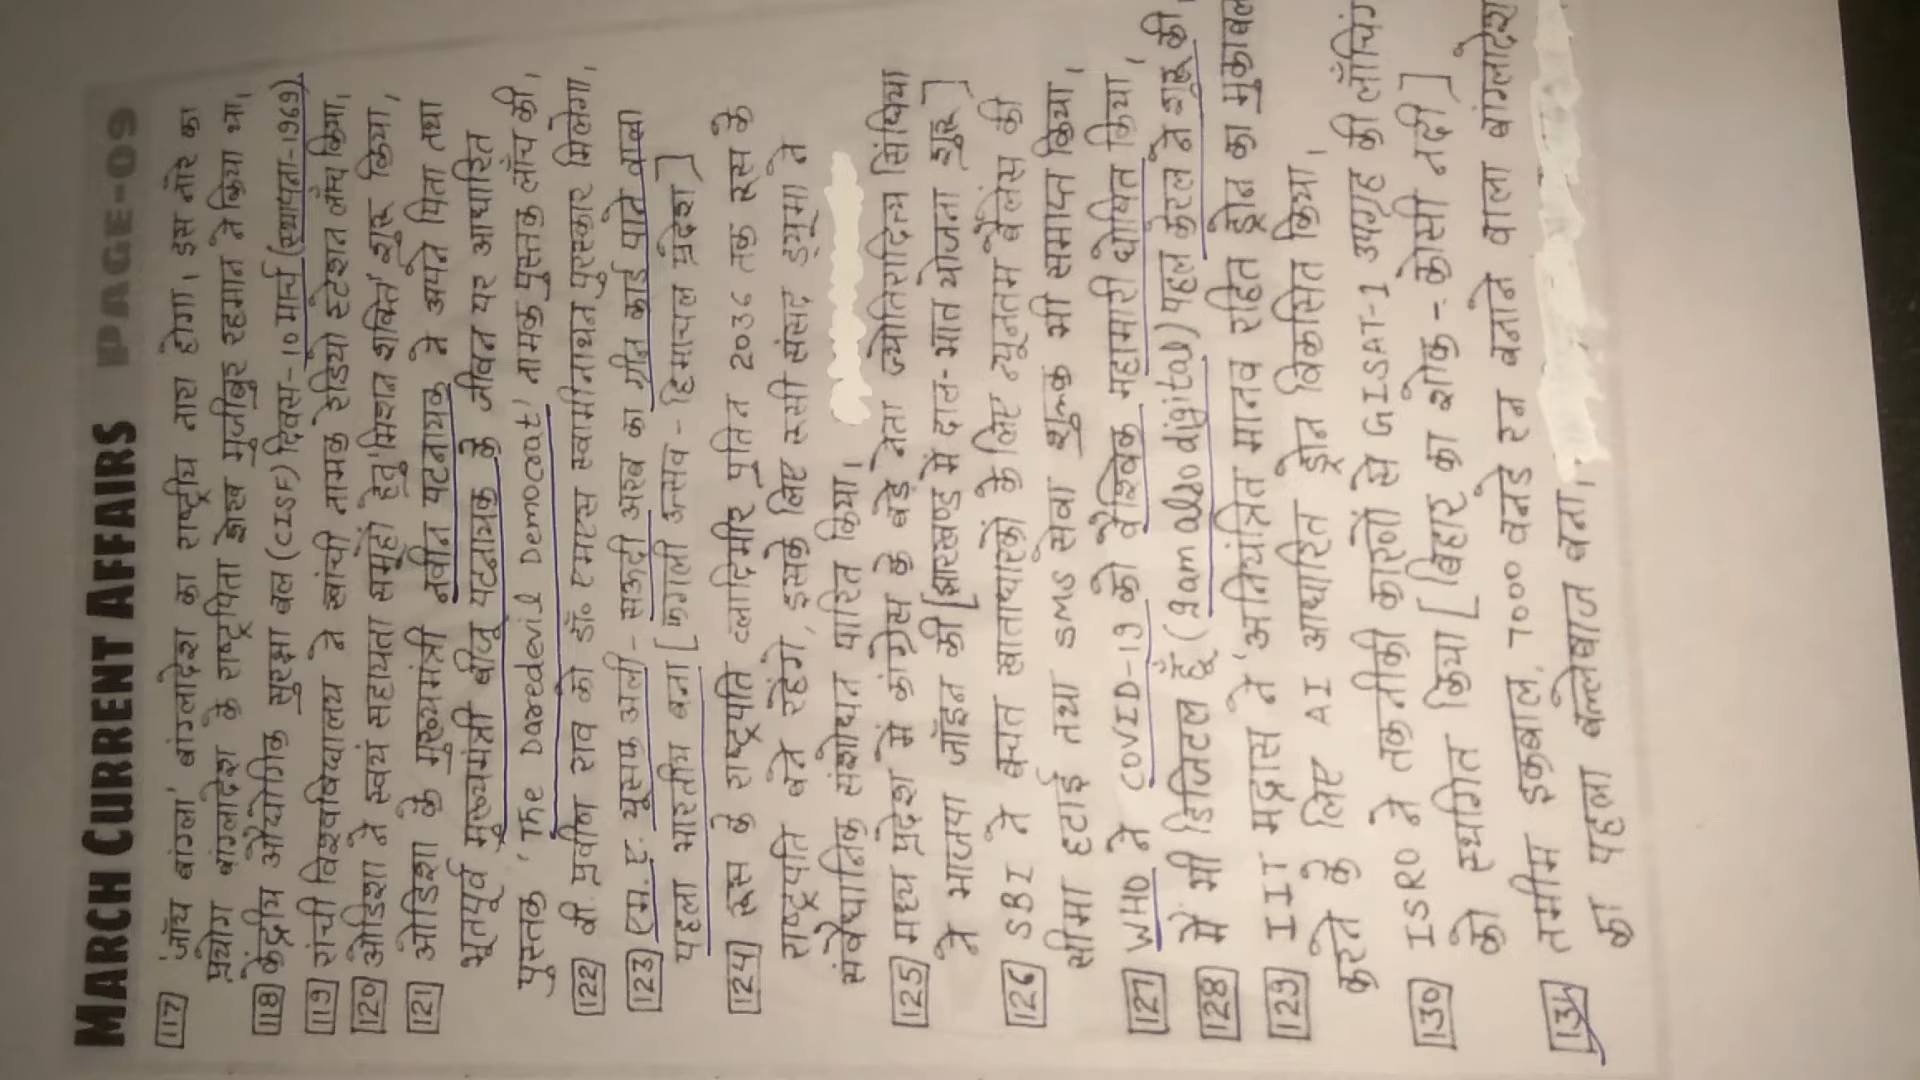 MARCH CURRENT AFFAIRS PAGE-09
117 'जॉय बांग्ला' बांग्लादेश का राष्ट्रीय नारा होगा। इस नारे का
प्रयोग बांग्लादेश के राष्ट्रपिता शेख मुजीबुर रहमान ने किया था।
118 केंद्रीय औद्योगिक सुरक्षा बल (CISF) दिवस - 10 मार्च (स्थापना-1969)
119 रांची विश्वविद्यालय ने खांची नामक रेडियो स्टेशन लाँच किया।
120 ओडिशा ने स्वयं सहायता समूहों हेतु 'मिशन शक्ति' शुरू किया,
121 ओडिशा के मुख्यमंत्री नवीन पटनायक ने अपने पिता तथा
भूतपूर्व मुख्यमंत्री बीजू पटनायक के जीवन पर आधारित
पुस्तक 'The Daredevil Democrat' नामक पुस्तक लाँच की,
122 वी. प्रवीण राव को डॉ० एमएस स्वामीनाथन पुरस्कार मिलेगा,
123 एम. ए. यूसुफ अली - सऊदी अरब का ग्रीन कार्ड पाने वाला
पहला भारतीय बना [फागली उत्सव - हिमाचल प्रदेश]
124 रूस के राष्ट्रपति व्लादिमीर पुतिन 2036 तक रूस के
राष्ट्रपति बने रहेंगे, इसके लिए रूसी संसद ड्यूमा ने
संवैधानिक संशोधन पारित किया।
125 मध्य प्रदेश में कांग्रेस के बड़े नेता ज्योतिरादित्य सिंधिया
ने भाजपा जॉइन की [झारखण्ड में दाल-भात योजना शुरू]
126 SBI ने बचत खाताधारकों के लिए न्यूनतम बैलेंस की
सीमा हटाई तथा SMS सेवा शुल्क भी समाप्त किया।
127 WHO ने COVID-19 को वैश्विक महामारी घोषित किया,
128 मैं भी डिजिटल हूँ (I am also digital) पहल केरल ने शुरू की,
129 IIT मद्रास ने 'अनियंत्रित मानव रहित ड्रोन का मुकाबला
करने के लिए AI आधारित ड्रोन विकसित किया,
130 ISRO ने तकनीकी कारणों से GISAT-1 उपग्रह की लाँचिंग
को स्थगित किया [बिहार का शोक - कोसी नदी]
131 तमीम इकबाल, 7000 वनडे रन बनाने वाला बांग्लादेश
का पहला बल्लेबाज बना।